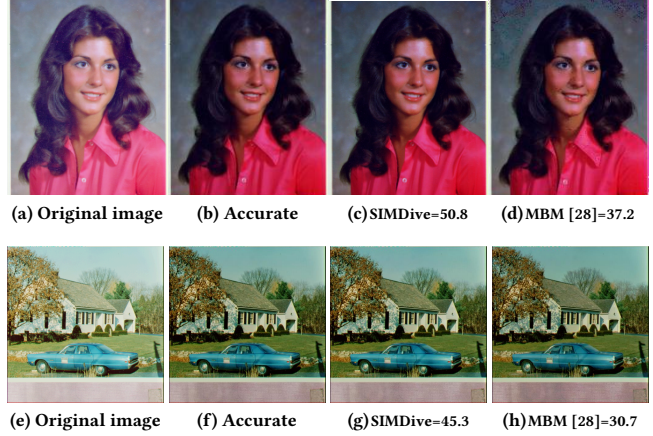 (a) Original image (b) Accurate (c) SIMDive=50.8 (d) MBM [28]=37.2
(e) Original image (f) Accurate (g) SIMDive=45.3 (h) MBM [28]=30.7